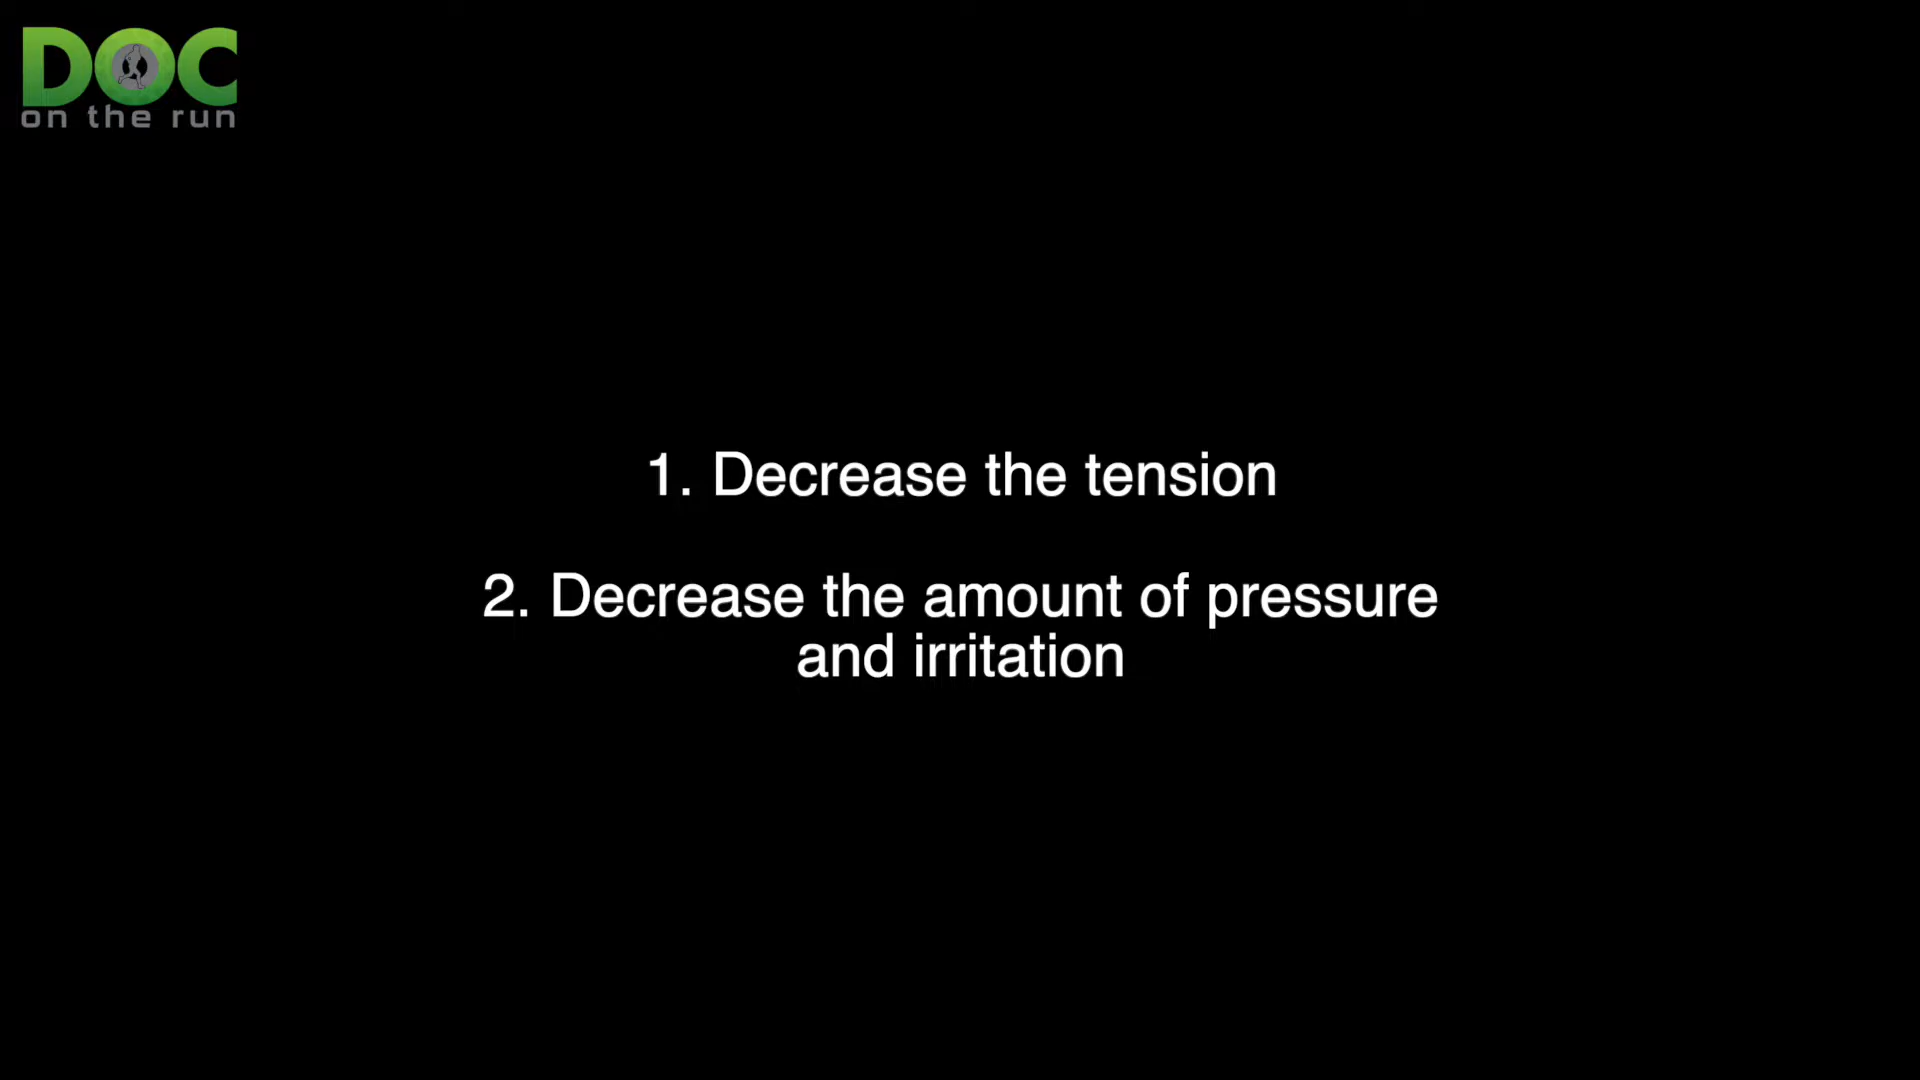 DOC
on the run
1. Decrease the tension
2. Decrease the amount of pressure
and irritation